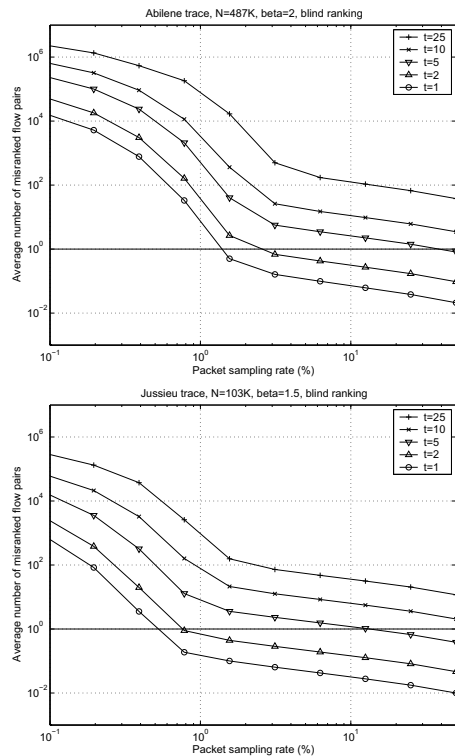 Abilene trace, N=487K, beta=2, blind ranking
10^6
10^4
10^2
10^0
10^-2
Average number of misranked flow pairs
t=25
t=10
t=5
t=2
t=1
10^-1
10^0
10^1
Packet sampling rate (%)
Jussieu trace, N=103K, beta=1.5, blind ranking
10^6
10^4
10^2
10^0
10^-2
Average number of misranked flow pairs
t=25
t=10
t=5
t=2
t=1
10^-1
10^0
10^1
Packet sampling rate (%)